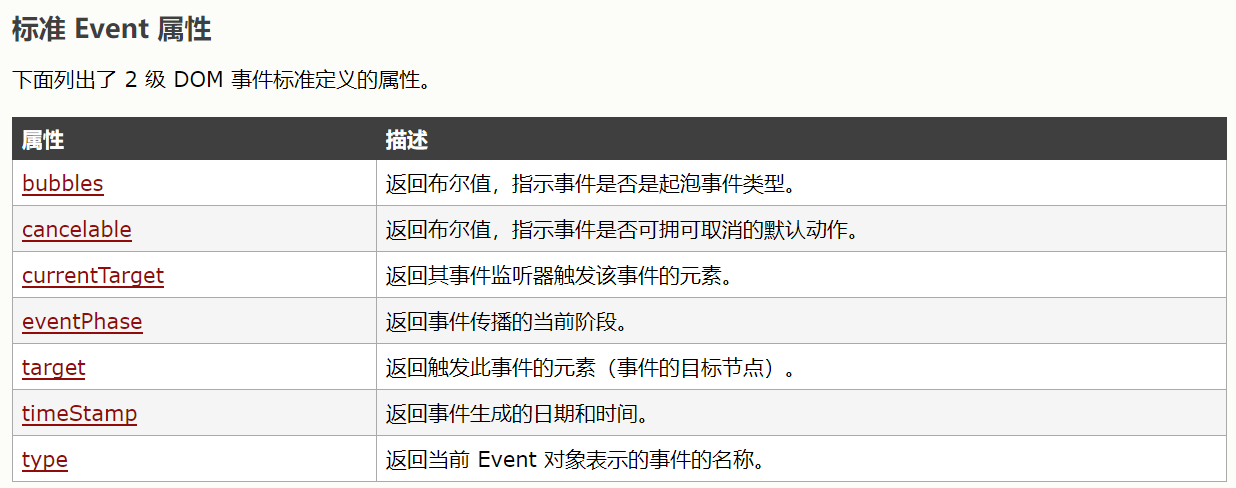 标准 Event 属性
下面列出了 2 级 DOM 事件标准定义的属性。
属性 描述
bubbles 返回布尔值，指示事件是否是起泡事件类型。
cancelable 返回布尔值，指示事件是否可拥可取消的默认动作。
currentTarget 返回其事件监听器触发该事件的元素。
eventPhase 返回事件传播的当前阶段。
target 返回触发此事件的元素（事件的目标节点）。
timeStamp 返回事件生成的日期和时间。
type 返回当前 Event 对象表示的事件的名称。